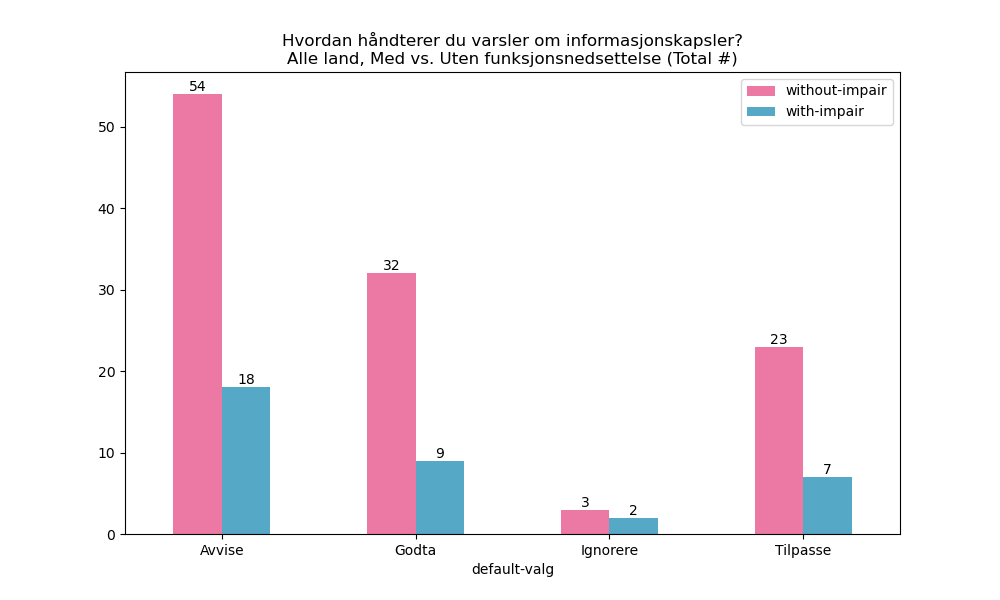 Hvordan håndterer du varsler om informasjonskapsler?
Alle land, Med vs. Uten funksjonsnedsettelse (Total #)
without-impair
with-impair
54
18
32
9
3
2
23
7
50
40
30
20
10
0
Avvise
Godta
Ignorere
Tilpasse
default-valg